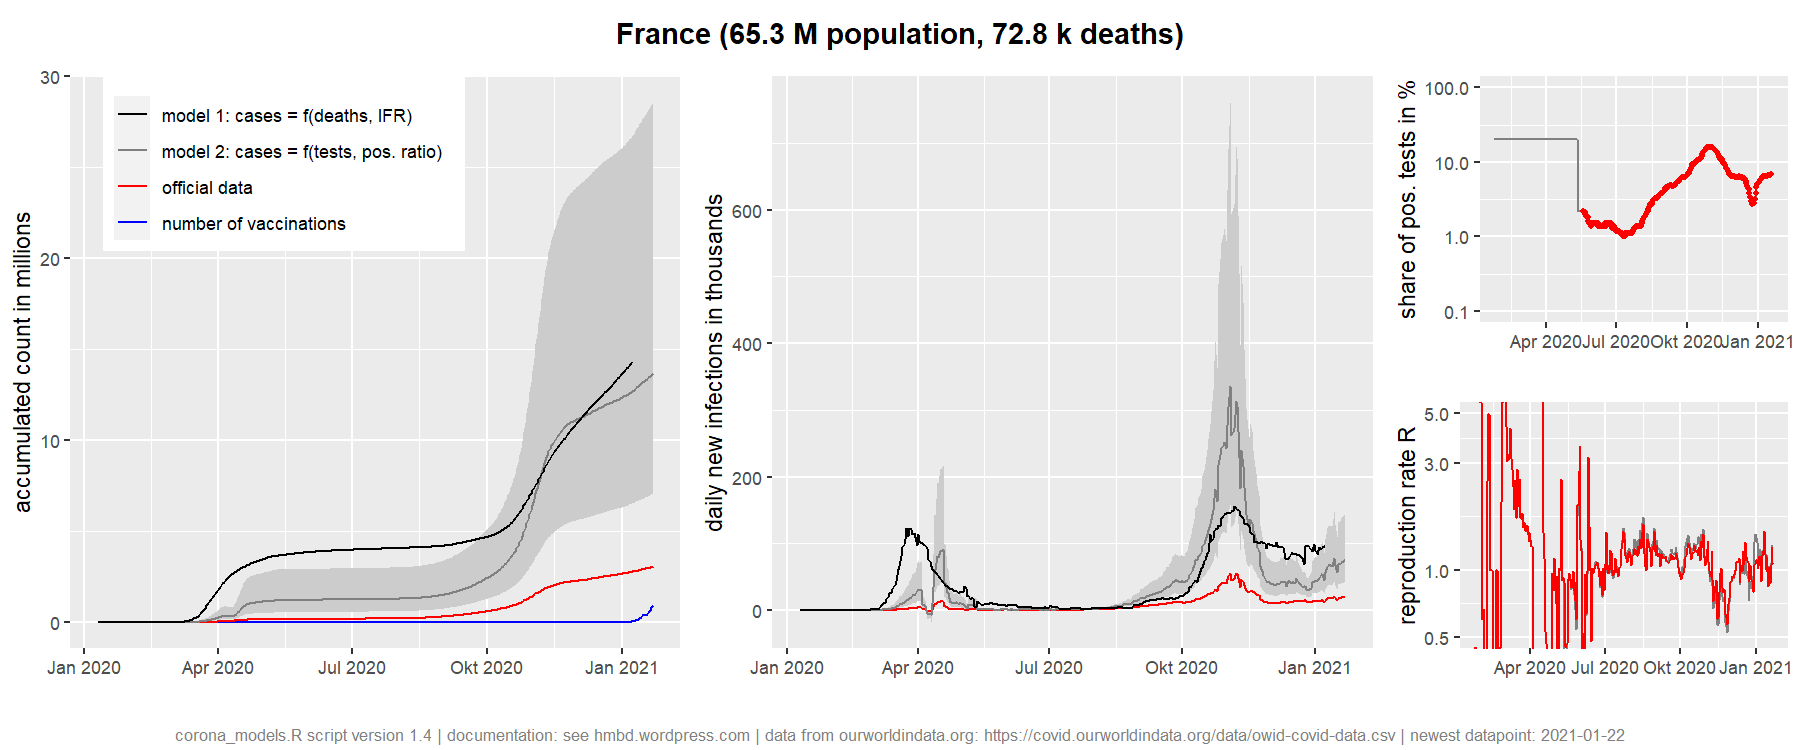 France (65.3 M population, 72.8 k deaths)
accumulated count in millions
30
20
10
0
model 1: cases = f(deaths, IFR)
model 2: cases = f(tests, pos. ratio)
official data
number of vaccinations
Jan 2020
Apr 2020
Jul 2020
Okt 2020
Jan 2021
daily new infections in thousands
600
400
200
0
Jan 2020
Apr 2020
Jul 2020
Okt 2020
Jan 2021
share of pos. tests in %
100.0
10.0
1.0
0.1
Apr 2020
Jul 2020
Okt 2020
Jan 2021
reproduction rate R
5.0
3.0
1.0
0.5
Apr 2020
Jul 2020
Okt 2020
Jan 2021
corona_models.R script version 1.4 | documentation: see hmbd.wordpress.com | data from ourworldindata.org: https://covid.ourworldindata.org/data/owid-covid-data.csv | newest datapoint: 2021-01-22